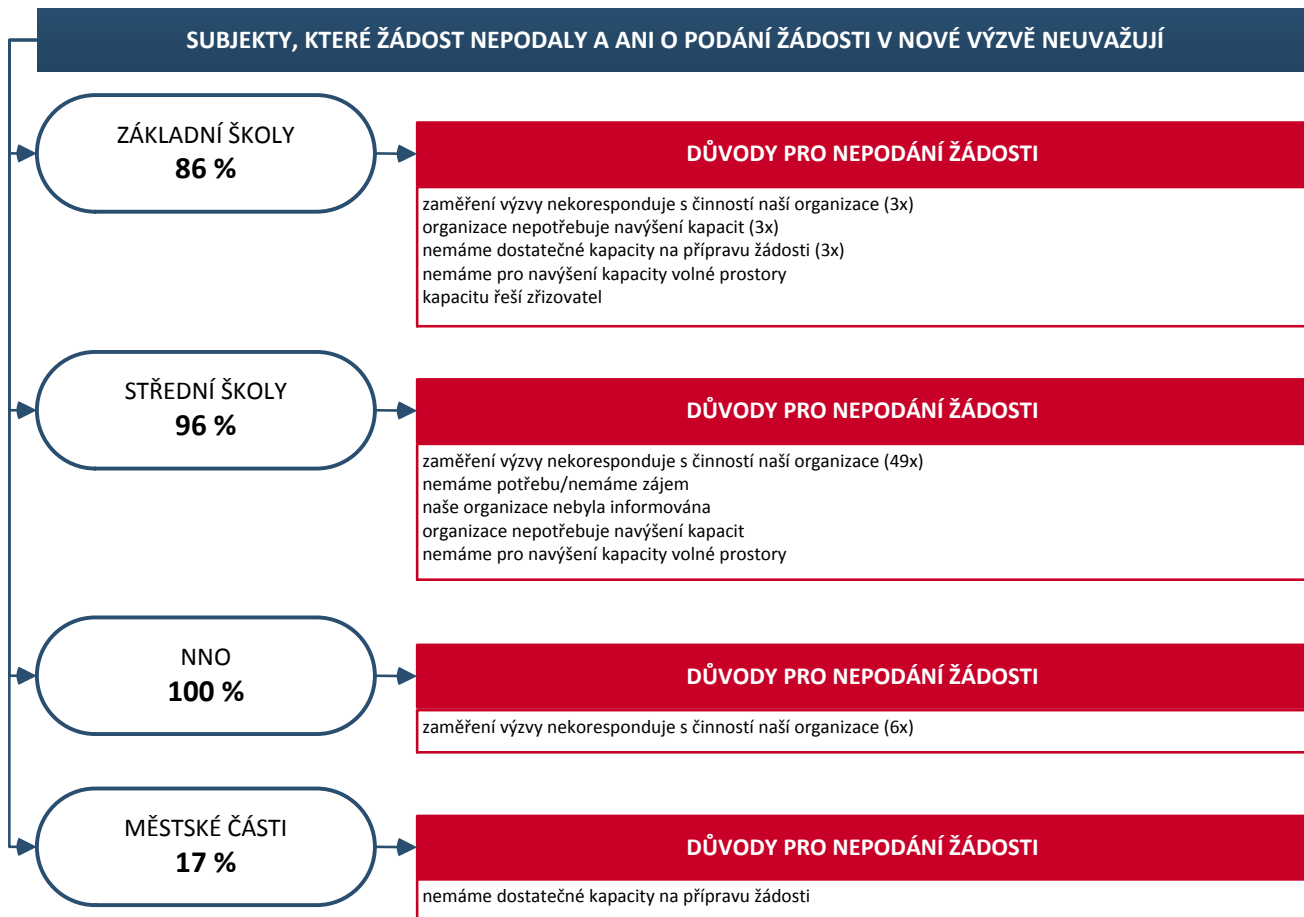 SUBJEKTY, KTERÉ ŽÁDOST NEPODALY A ANI O PODÁNÍ ŽÁDOSTI V NOVÉ VÝZVĚ NEUVAŽUJÍ
ZÁKLADNÍ ŠKOLY
86 %
DŮVODY PRO NEPODÁNÍ ŽÁDOSTI
zaměření výzvy nekoresponduje s činností naší organizace (3x)
organizace nepotřebuje navýšení kapacit (3x)
nemáme dostatečné kapacity na přípravu žádosti (3x)
nemáme pro navýšení kapacity volné prostory
kapacitu řeší zřizovatel
STŘEDNÍ ŠKOLY
96 %
DŮVODY PRO NEPODÁNÍ ŽÁDOSTI
zaměření výzvy nekoresponduje s činností naší organizace (49x)
nemáme potřebu/nemáme zájem
naše organizace nebyla informována
organizace nepotřebuje navýšení kapacit
nemáme pro navýšení kapacity volné prostory
NNO
100 %
DŮVODY PRO NEPODÁNÍ ŽÁDOSTI
zaměření výzvy nekoresponduje s činností naší organizace (6x)
MĚSTSKÉ ČÁSTI
17 %
DŮVODY PRO NEPODÁNÍ ŽÁDOSTI
nemáme dostatečné kapacity na přípravu žádosti